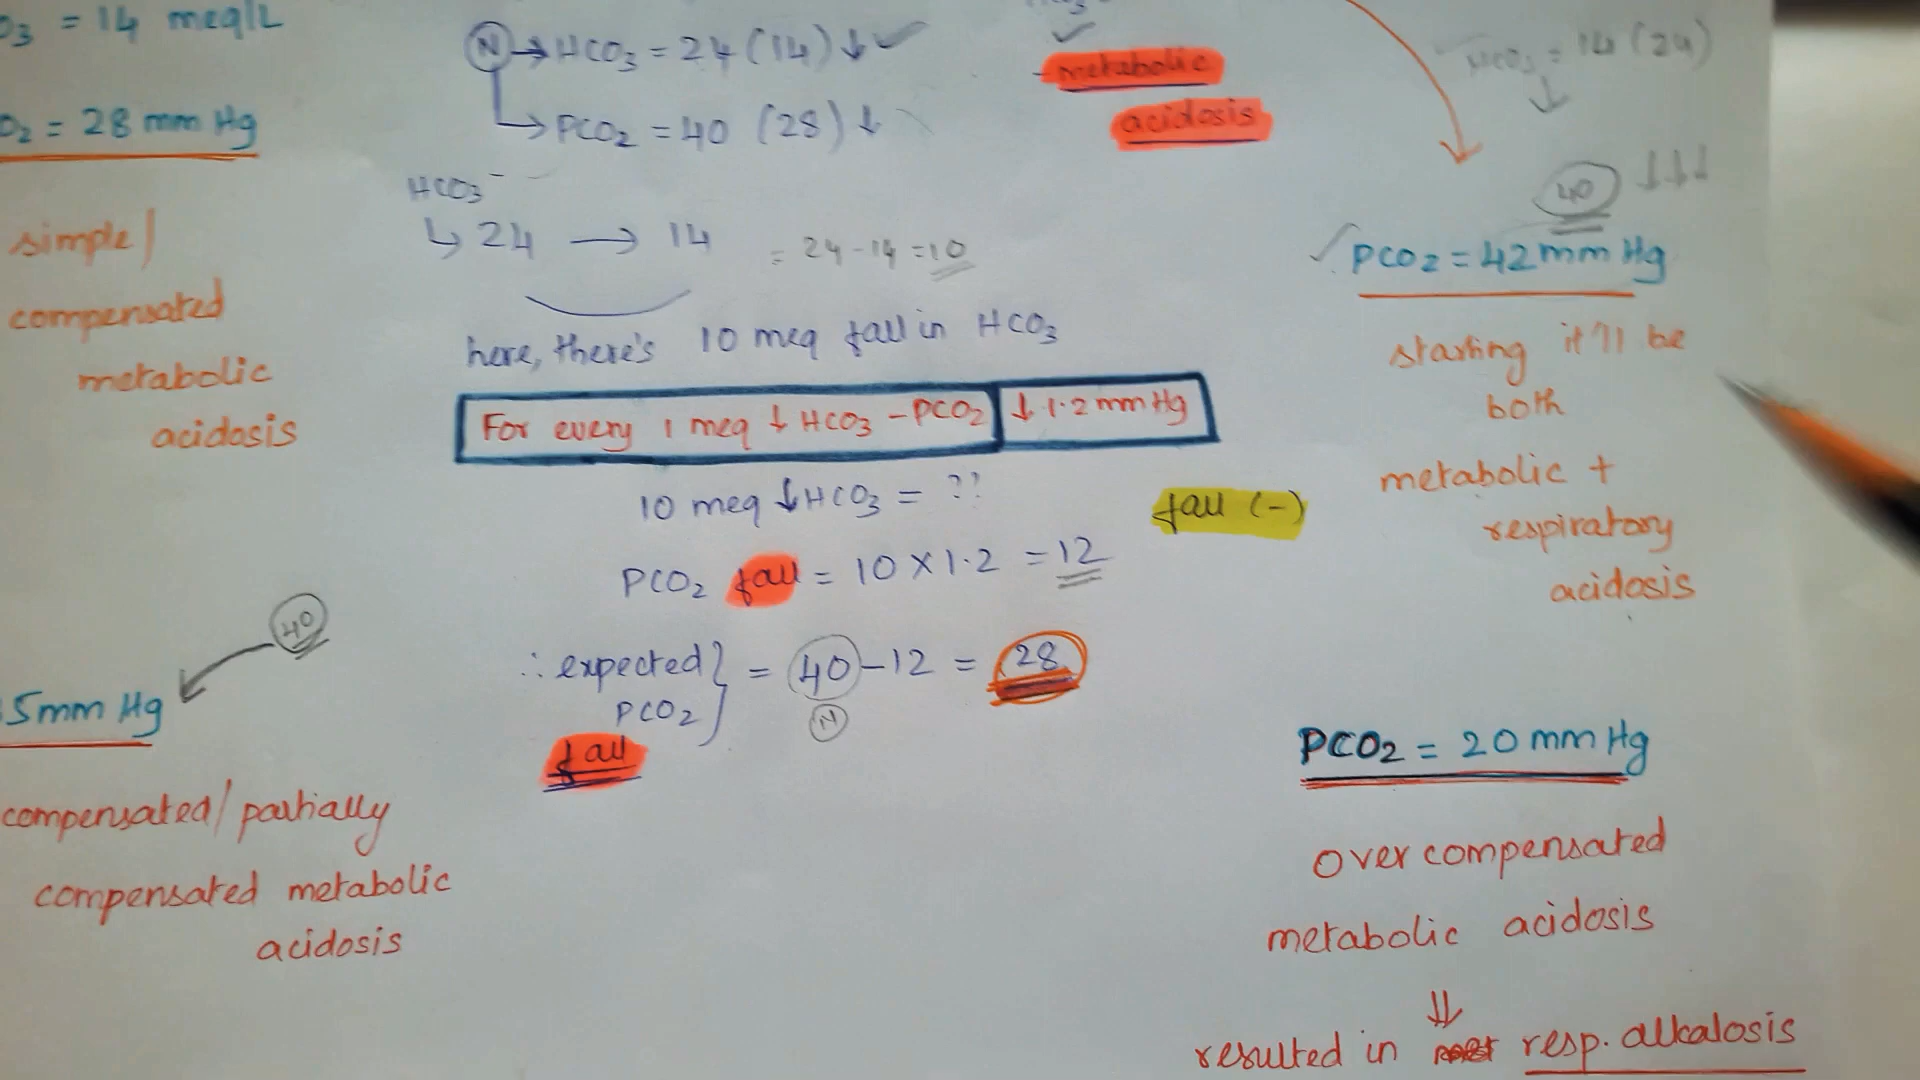 O3 = 14 meq/L
O2 = 28 mm Hg
simple/
compensated
metabolic
acidosis
40
5mm Hg
compensated/partially
compensated metabolic
acidosis
N → HCO3 = 24 (14) ↓ ✓
→ PCO2 = 40 (28) ↓
HCO3⁻
↳ 24 → 14 = 24-14 = 10
here, there's 10 meq fall in HCO3
For every 1 meq ↓ HCO3 - PCO2 ↓ 1.2 mm Hg
10 meq ↓ HCO3 = ??
fall (-)
PCO2 fall = 10 X 1.2 = 12
∴ expected } = 40 - 12 = 28
PCO2
N
fall
✓
- metabolic
acidosis
HCO3 = 14 (24)
↓
40 ↓↓↓
✓ PCO2 = 42 mm Hg
starting it'll be
both
metabolic +
respiratory
acidosis
PCO2 = 20 mm Hg
over compensated
metabolic acidosis
⇓
resulted in resp. alkalosis